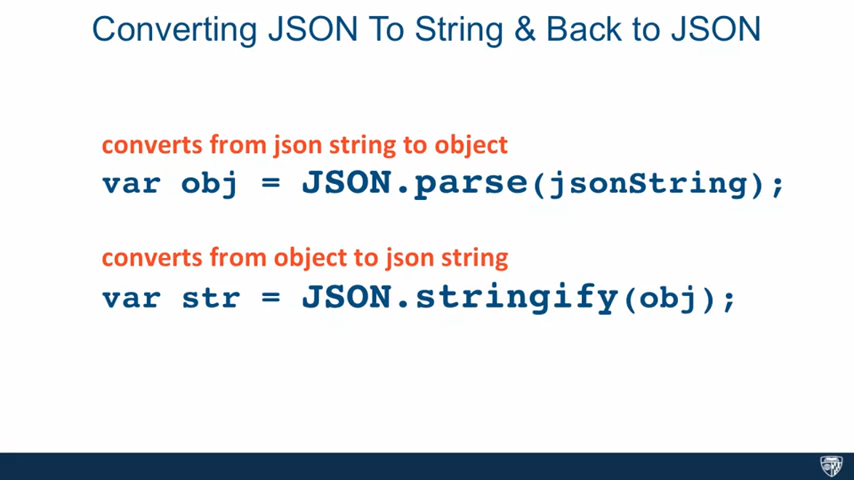 Converting JSON To String & Back to JSON
converts from json string to object
var obj = JSON.parse(jsonString);
converts from object to json string
var str = JSON.stringify(obj);